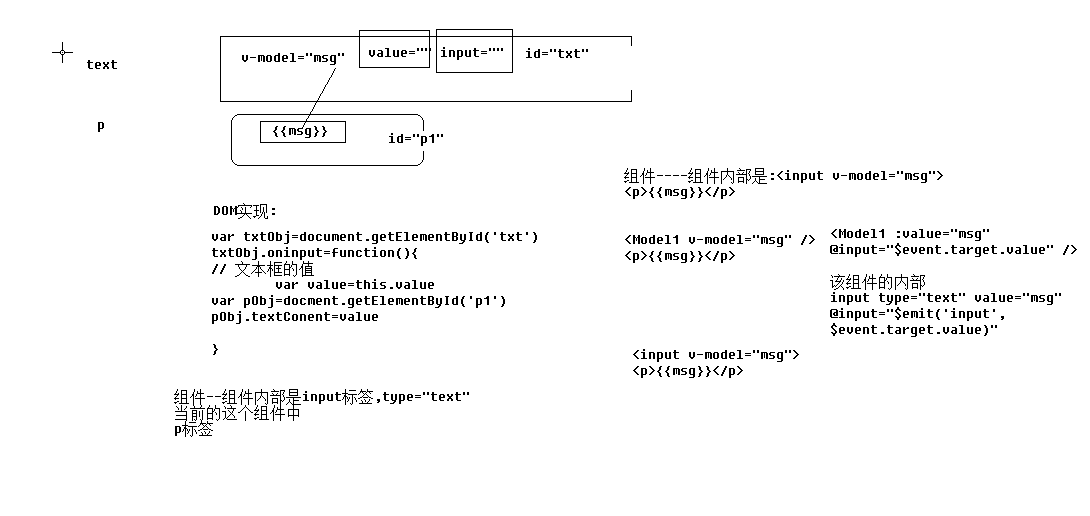 text
v-model="msg" value="" input="" id="txt"
p
{{msg}} id="p1"
DOM实现:
var txtObj=document.getElementById('txt')
txtObj.oninput=function(){
// 文本框的值
var value=this.value
var pObj=docment.getElementById('p1')
pObj.textConent=value
}
组件--组件内部是input标签,type="text"
当前的这个组件中
p标签
组件----组件内部是:<input v-model="msg">
<p>{{msg}}</p>
<Model1 v-model="msg" />
<p>{{msg}}</p>
<Model1 :value="msg"
@input="$event.target.value" />
该组件的内部
input type="text" value="msg"
@input="$emit('input',
$event.target.value)"
<input v-model="msg">
<p>{{msg}}</p>